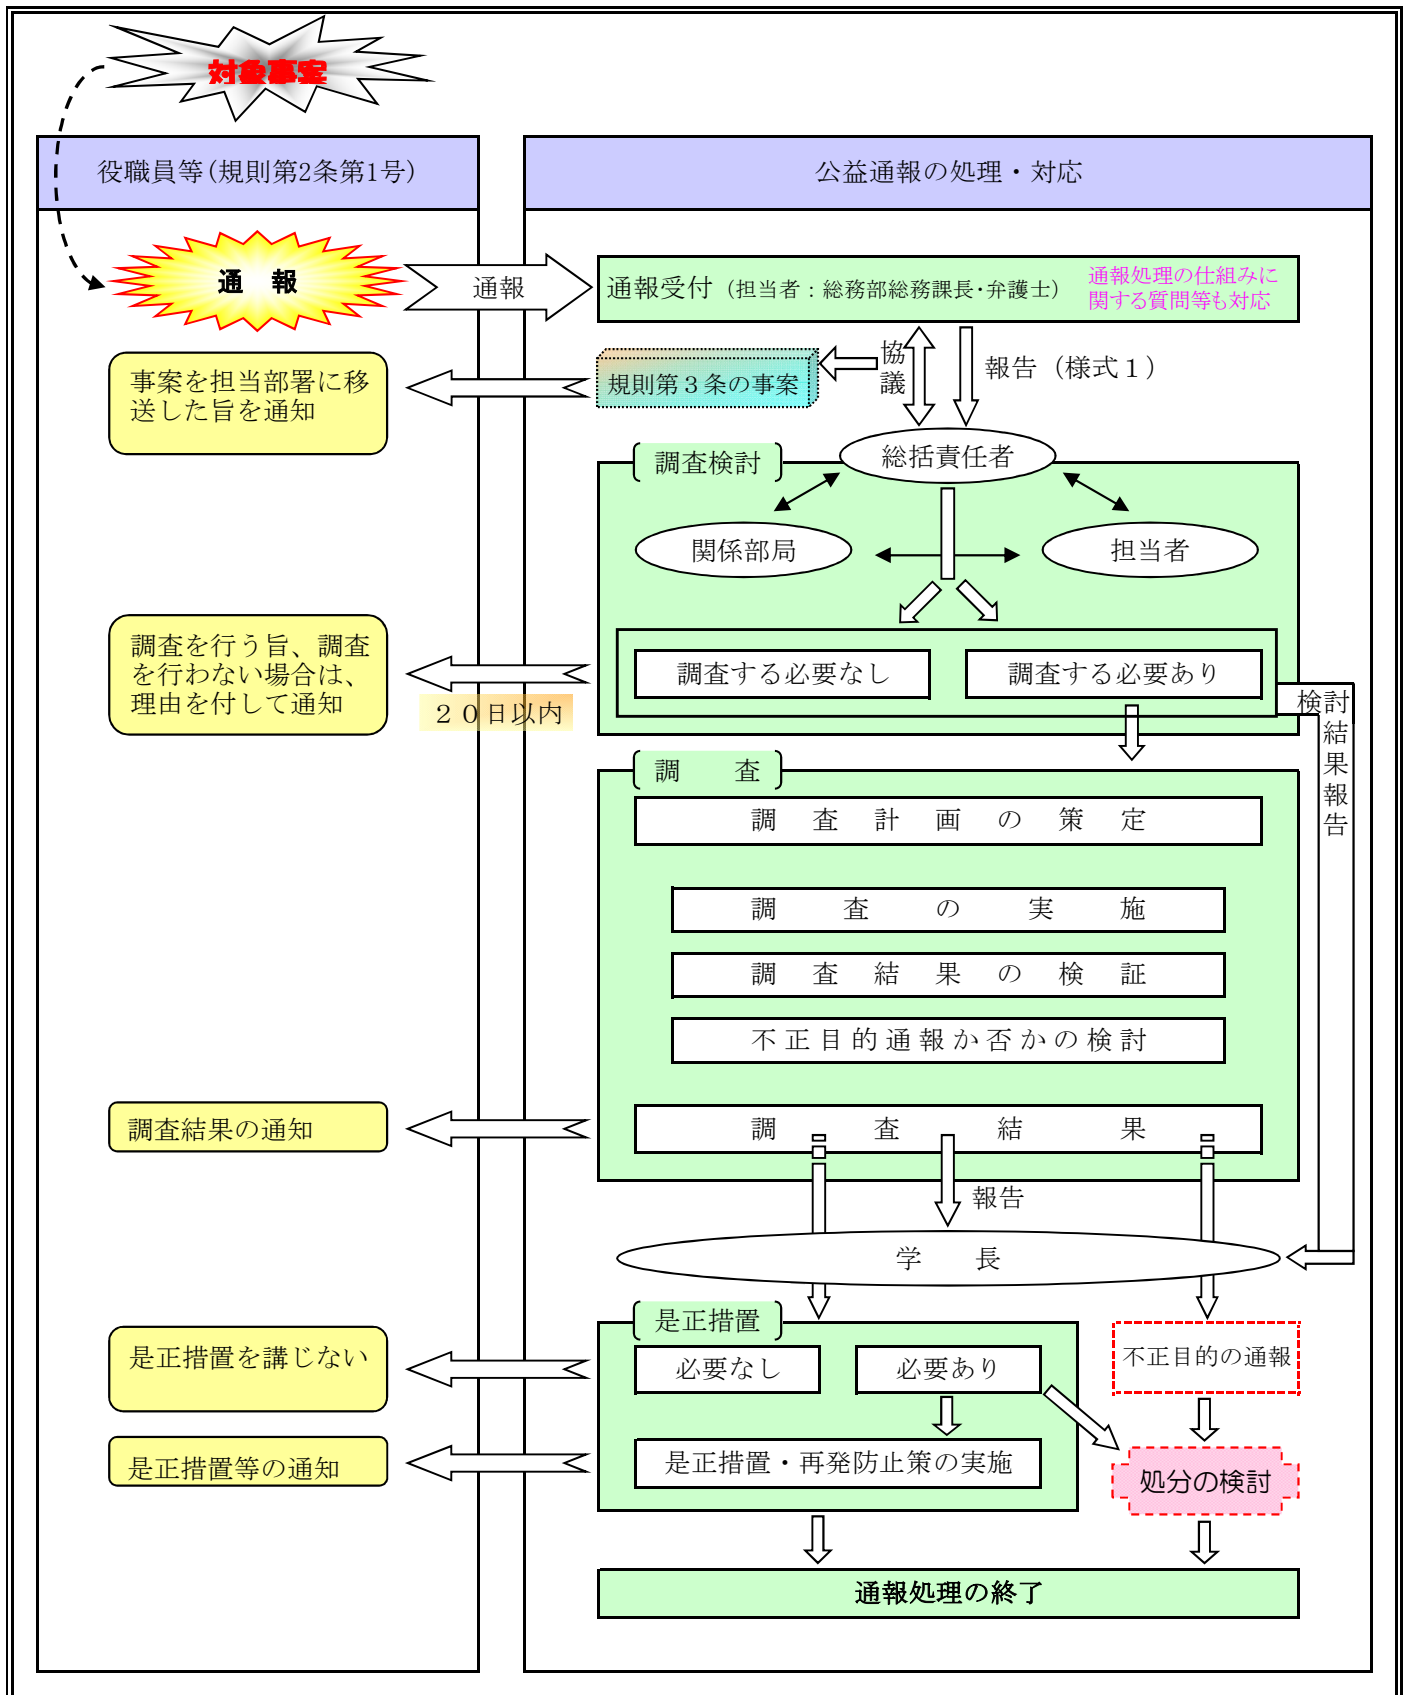 対象事案
役職員等(規則第2条第1号)
公益通報の処理・対応
通　報
通報
通報受付（担当者：総務部総務課長・弁護士）
通報処理の仕組みに
関する質問等も対応
事案を担当部署に移
送した旨を通知
規則第３条の事案
協
議
報告（様式１）
総括責任者
調査検討
関係部局
担当者
調査を行う旨、調査
を行わない場合は、
理由を付して通知
２０日以内
調査する必要なし
調査する必要あり
検討
結
果
報
告
調　　査
調査計画の策定
調査の実施
調査結果の検証
不正目的通報か否かの検討
調査結果の通知
調査結果
報告
学　　長
是正措置
是正措置を講じない
必要なし
必要あり
不正目的の通報
是正措置等の通知
是正措置・再発防止策の実施
処分の検討
通報処理の終了